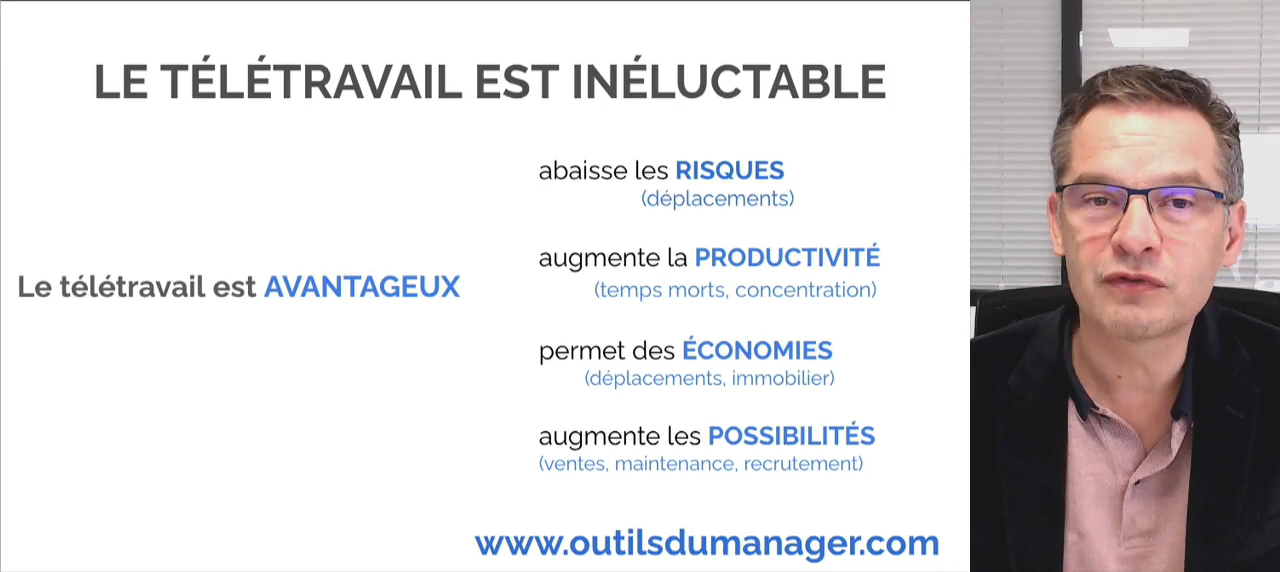 LE TÉLÉTRAVAIL EST INÉLUCTABLE
Le télétravail est AVANTAGEUX
abaisse les RISQUES
(déplacements)
augmente la PRODUCTIVITÉ
(temps morts, concentration)
permet des ÉCONOMIES
(déplacements, immobilier)
augmente les POSSIBILITÉS
(ventes, maintenance, recrutement)
www.outilsdumanager.com